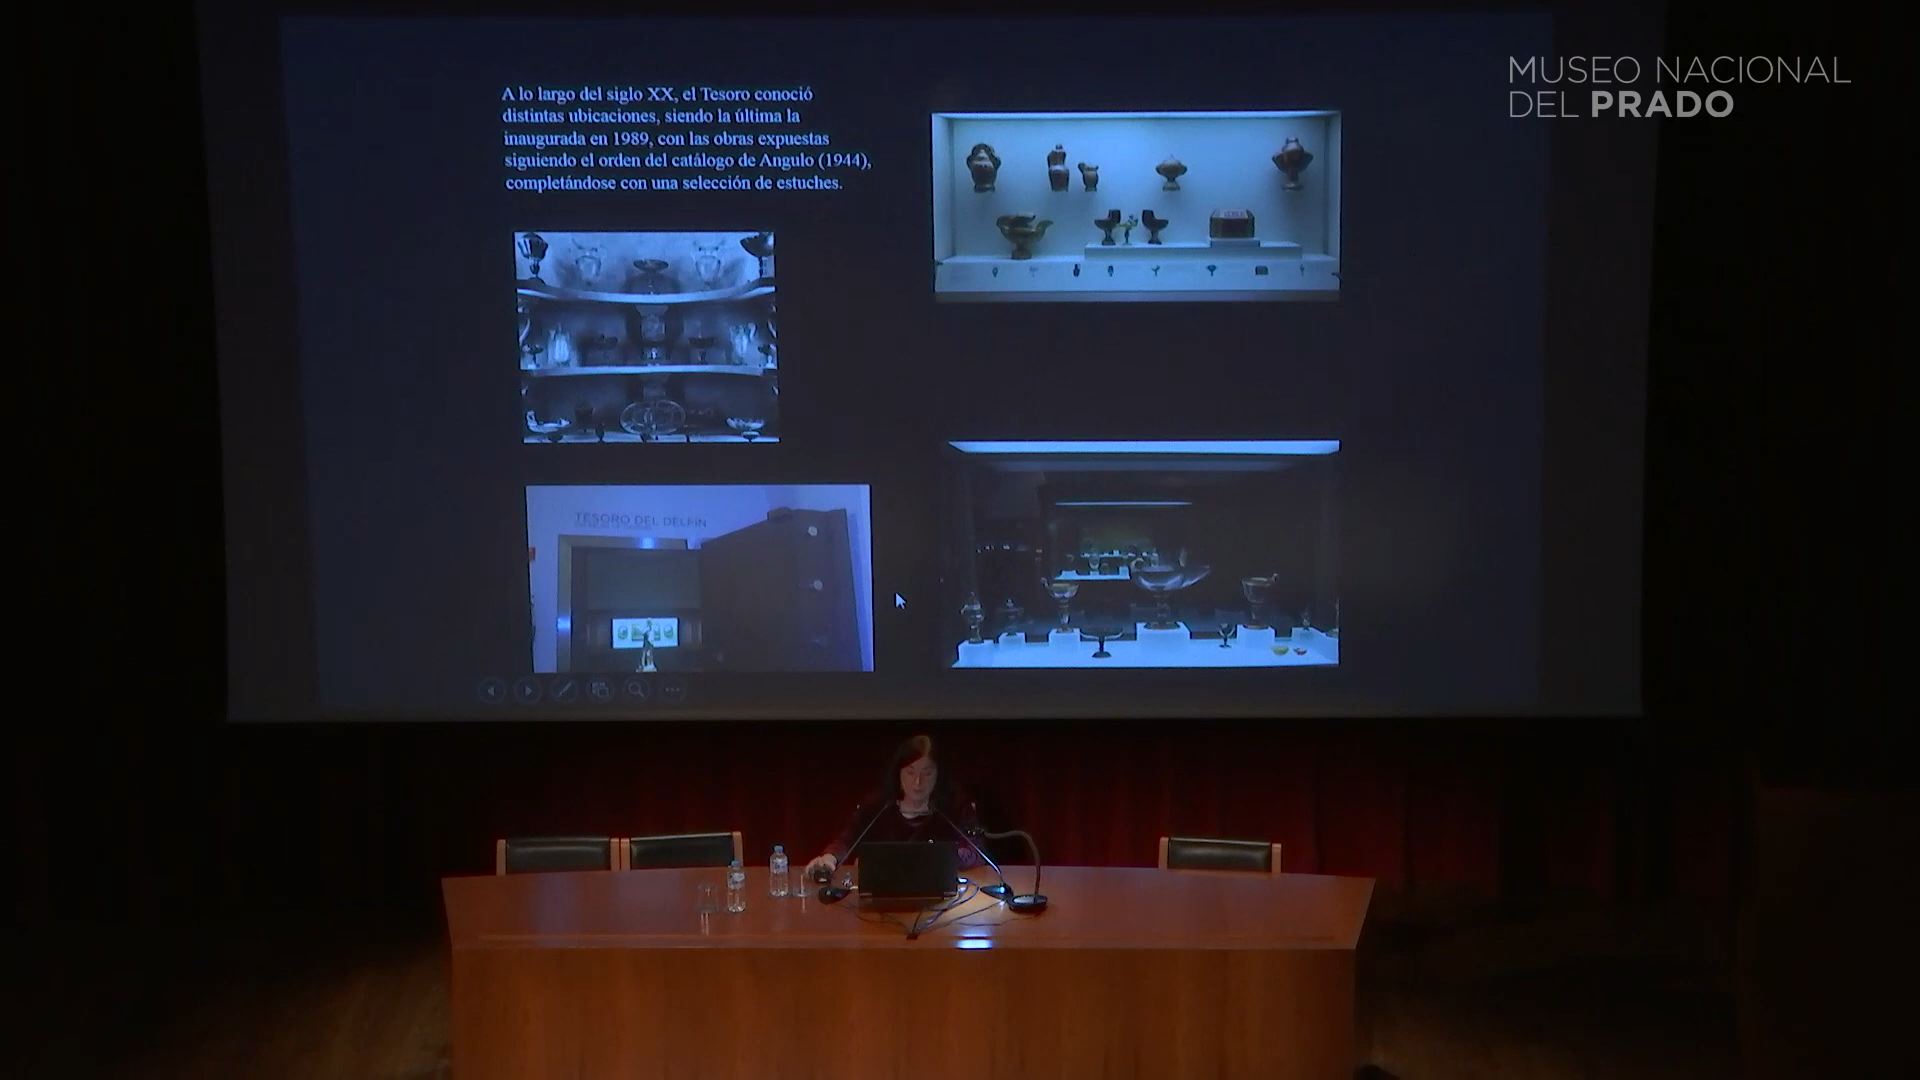 MUSEO NACIONAL
DEL PRADO
A lo largo del siglo XX, el Tesoro conoció
distintas ubicaciones, siendo la última la
inaugurada en 1989, con las obras expuestas
siguiendo el orden del catálogo de Angulo (1944),
completándose con una selección de estuches.
TESORO DEL DELFÍN